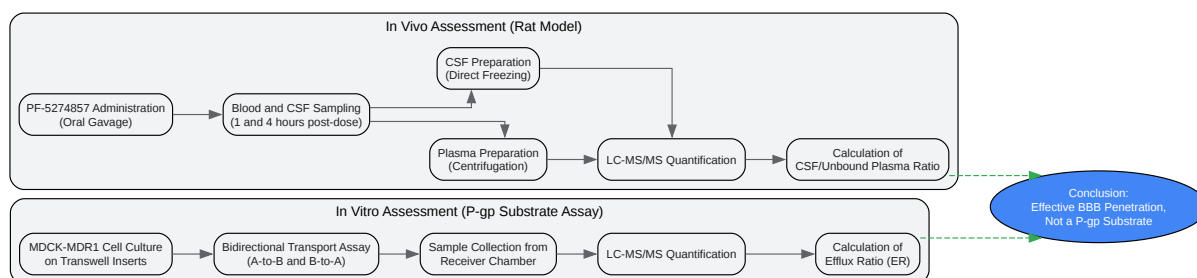 In Vivo Assessment (Rat Model)
CSF Preparation
(Direct Freezing)
PF-5274857 Administration
(Oral Gavage)
Blood and CSF Sampling
(1 and 4 hours post-dose)
Plasma Preparation
(Centrifugation)
LC-MS/MS Quantification
Calculation of
CSF/Unbound Plasma Ratio
Conclusion:
Effective BBB Penetration,
Not a P-gp Substrate
In Vitro Assessment (P-gp Substrate Assay)
MDCK-MDR1 Cell Culture
on Transwell Inserts
Bidirectional Transport Assay
(A-to-B and B-to-A)
Sample Collection from
Receiver Chamber
LC-MS/MS Quantification
Calculation of
Efflux Ratio (ER)